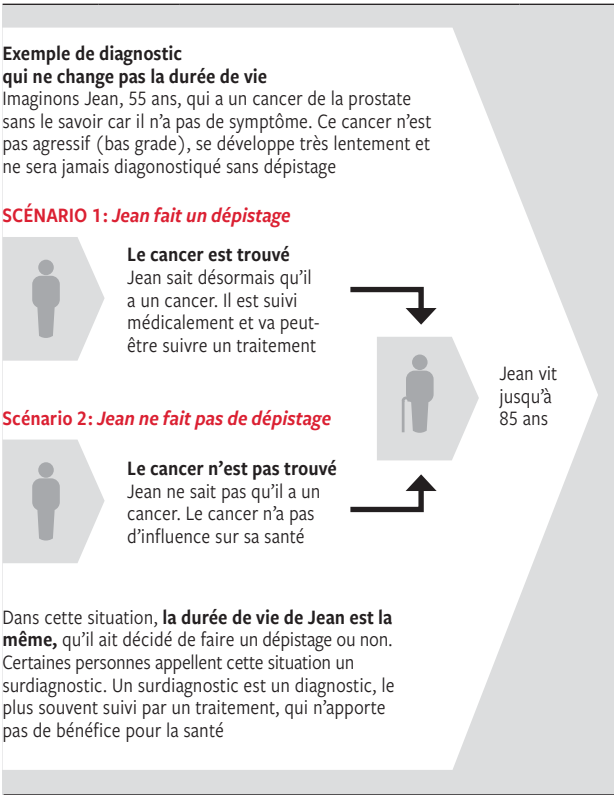 Exemple de diagnostic
qui ne change pas la durée de vie
Imaginons Jean, 55 ans, qui a un cancer de la prostate
sans le savoir car il n’a pas de symptôme. Ce cancer n’est
pas agressif (bas grade), se développe très lentement et
ne sera jamais diagonostiqué sans dépistage
SCÉNARIO 1: Jean fait un dépistage
Le cancer est trouvé
Jean sait désormais qu’il
a un cancer. Il est suivi
médicalement et va peut-
être suivre un traitement
Jean vit
jusqu’à
85 ans
Scénario 2: Jean ne fait pas de dépistage
Le cancer n’est pas trouvé
Jean ne sait pas qu’il a un
cancer. Le cancer n’a pas
d’influence sur sa santé
Dans cette situation, la durée de vie de Jean est la
même, qu’il ait décidé de faire un dépistage ou non.
Certaines personnes appellent cette situation un
surdiagnostic. Un surdiagnostic est un diagnostic, le
plus souvent suivi par un traitement, qui n’apporte
pas de bénéfice pour la santé